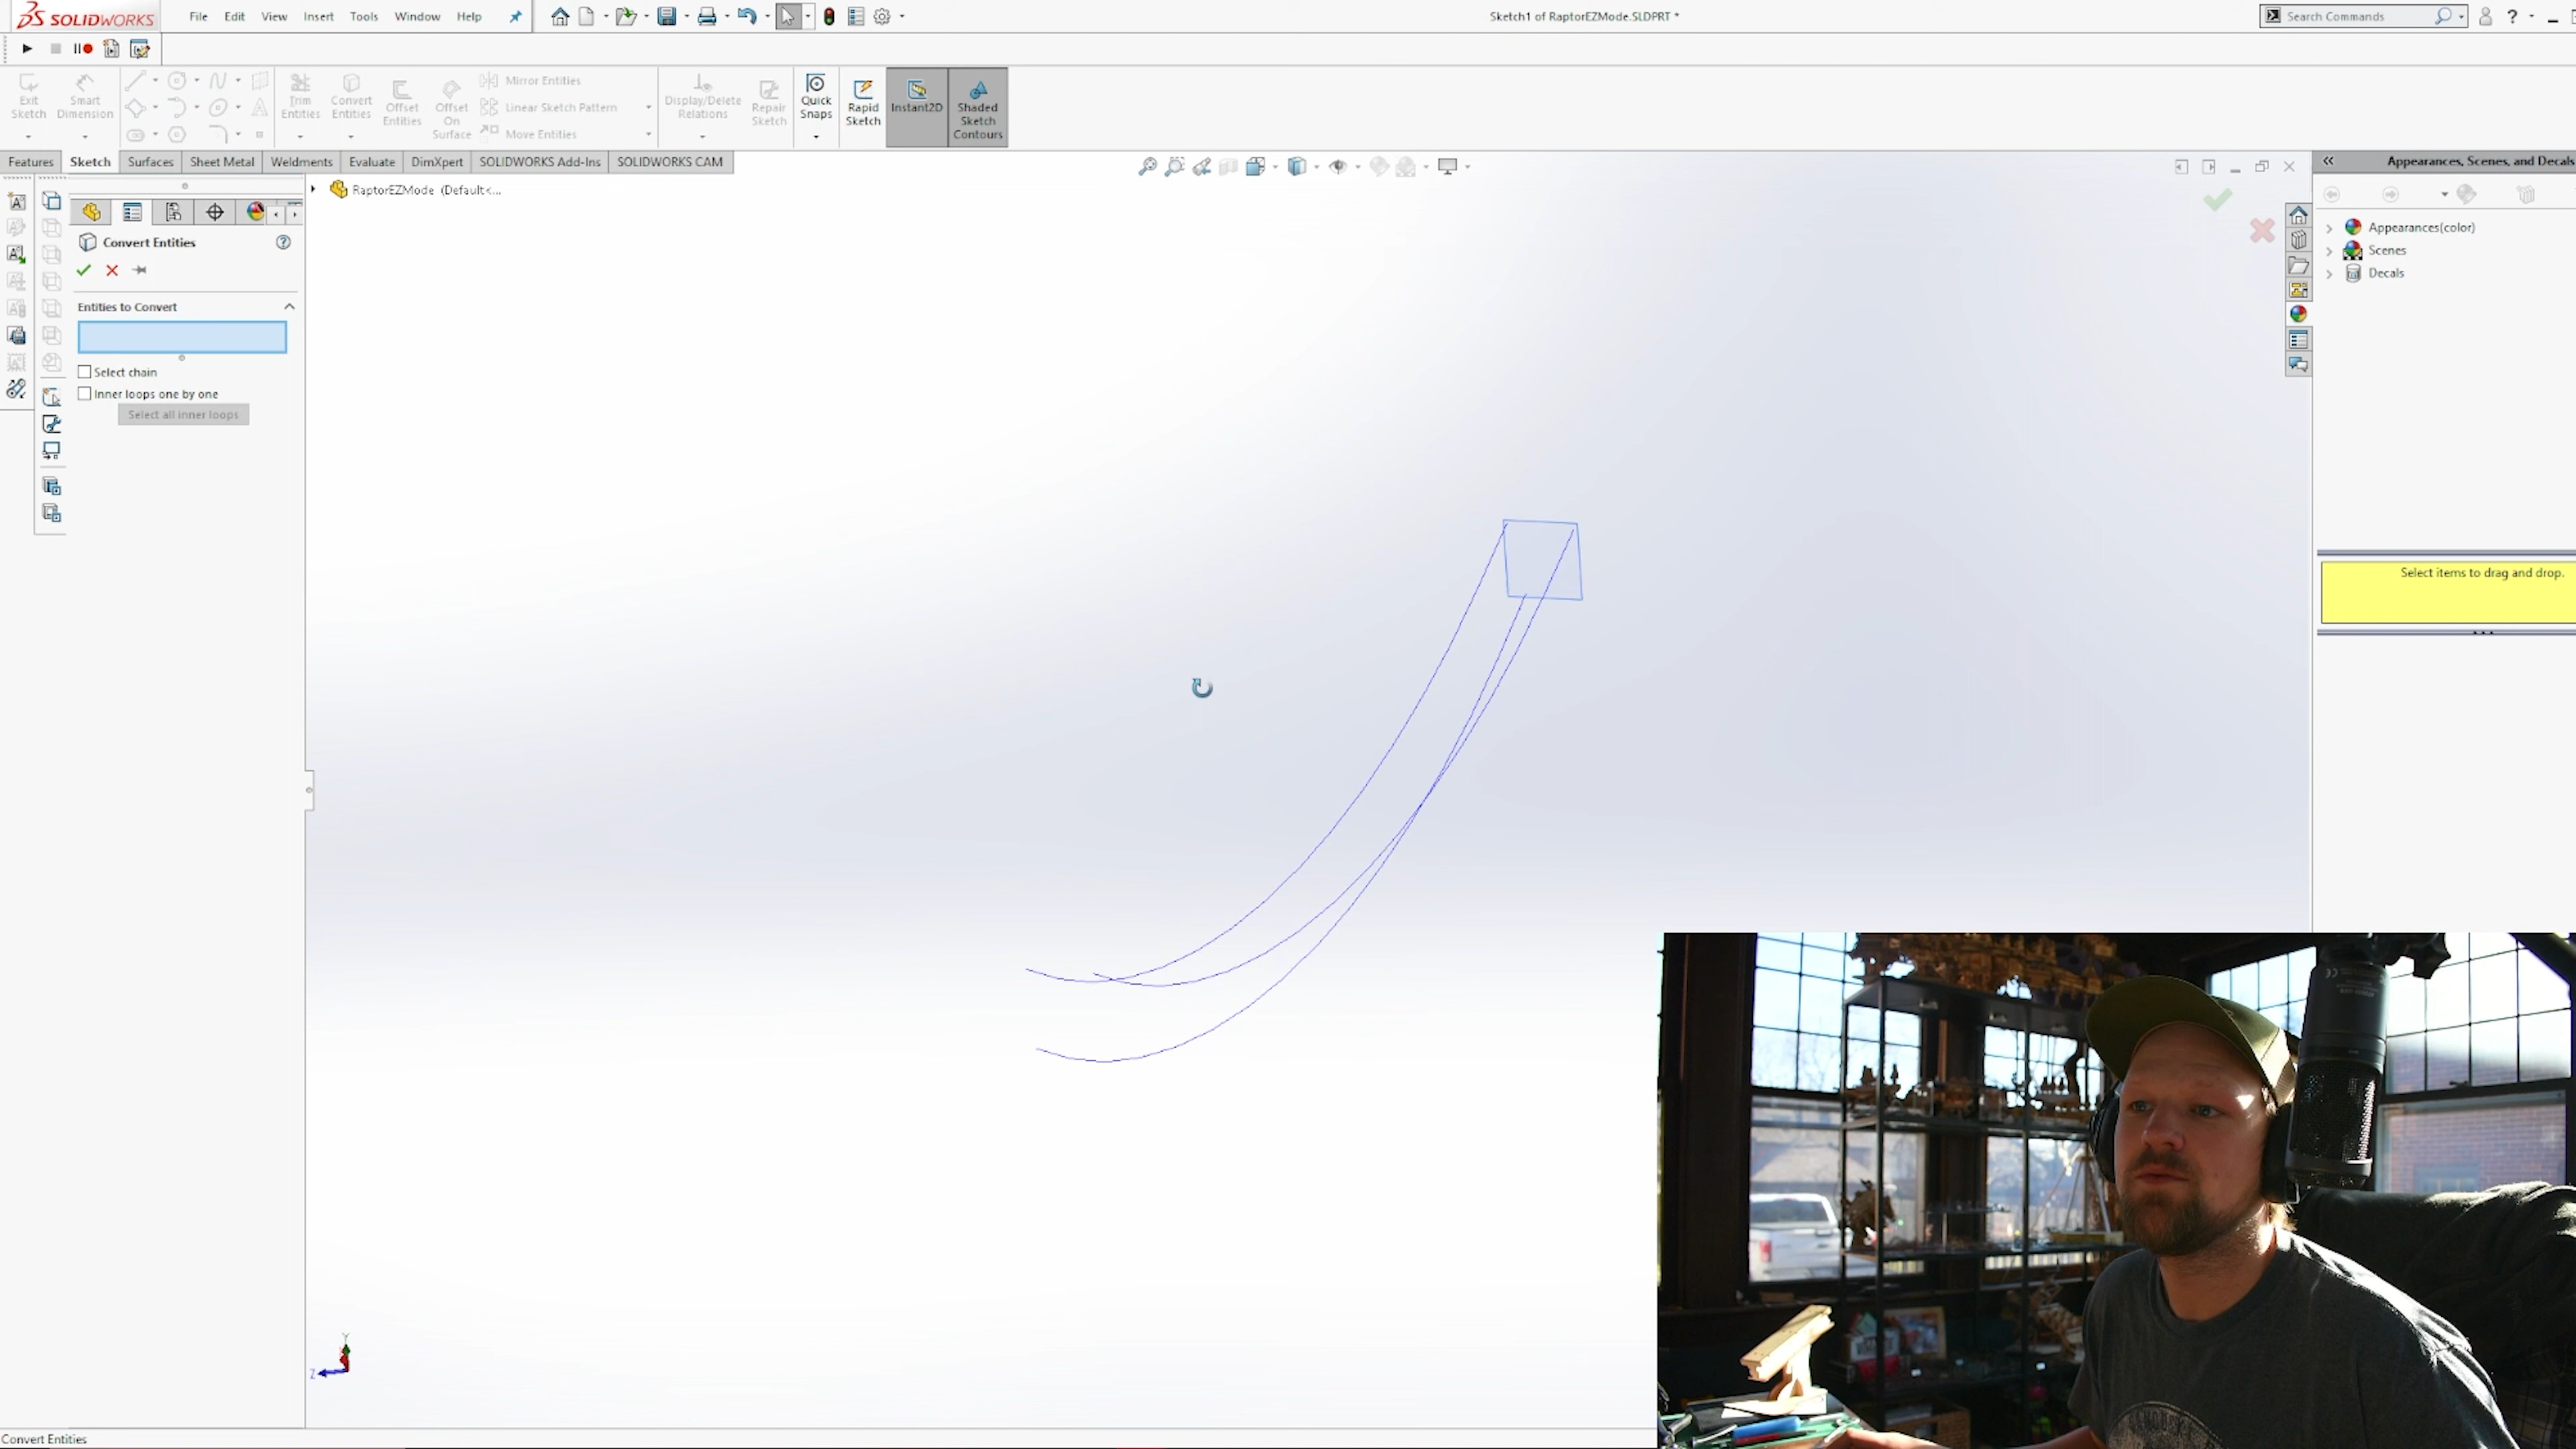 SOLIDWORKS File Edit View Insert Tools Window Help Sketch1 of RaptorEZMode.SLDPRT * Search Commands ?
Exit Sketch
Smart Dimension
Trim Entities
Convert Entities
Offset Entities
Offset On Surface
Mirror Entities
Linear Sketch Pattern
Move Entities
Display/Delete Relations
Repair Sketch
Quick Snaps
Rapid Sketch
Instant2D
Shaded Sketch Contours
Features Sketch Surfaces Sheet Metal Weldments Evaluate DimXpert SOLIDWORKS Add-Ins SOLIDWORKS CAM
Appearances, Scenes, and Decals
RaptorEZMode (Default<...
Convert Entities
Entities to Convert
Select chain
Inner loops one by one
Select all inner loops
Appearances(color)
Scenes
Decals
Select items to drag and drop.
Y
Z
Convert Entities